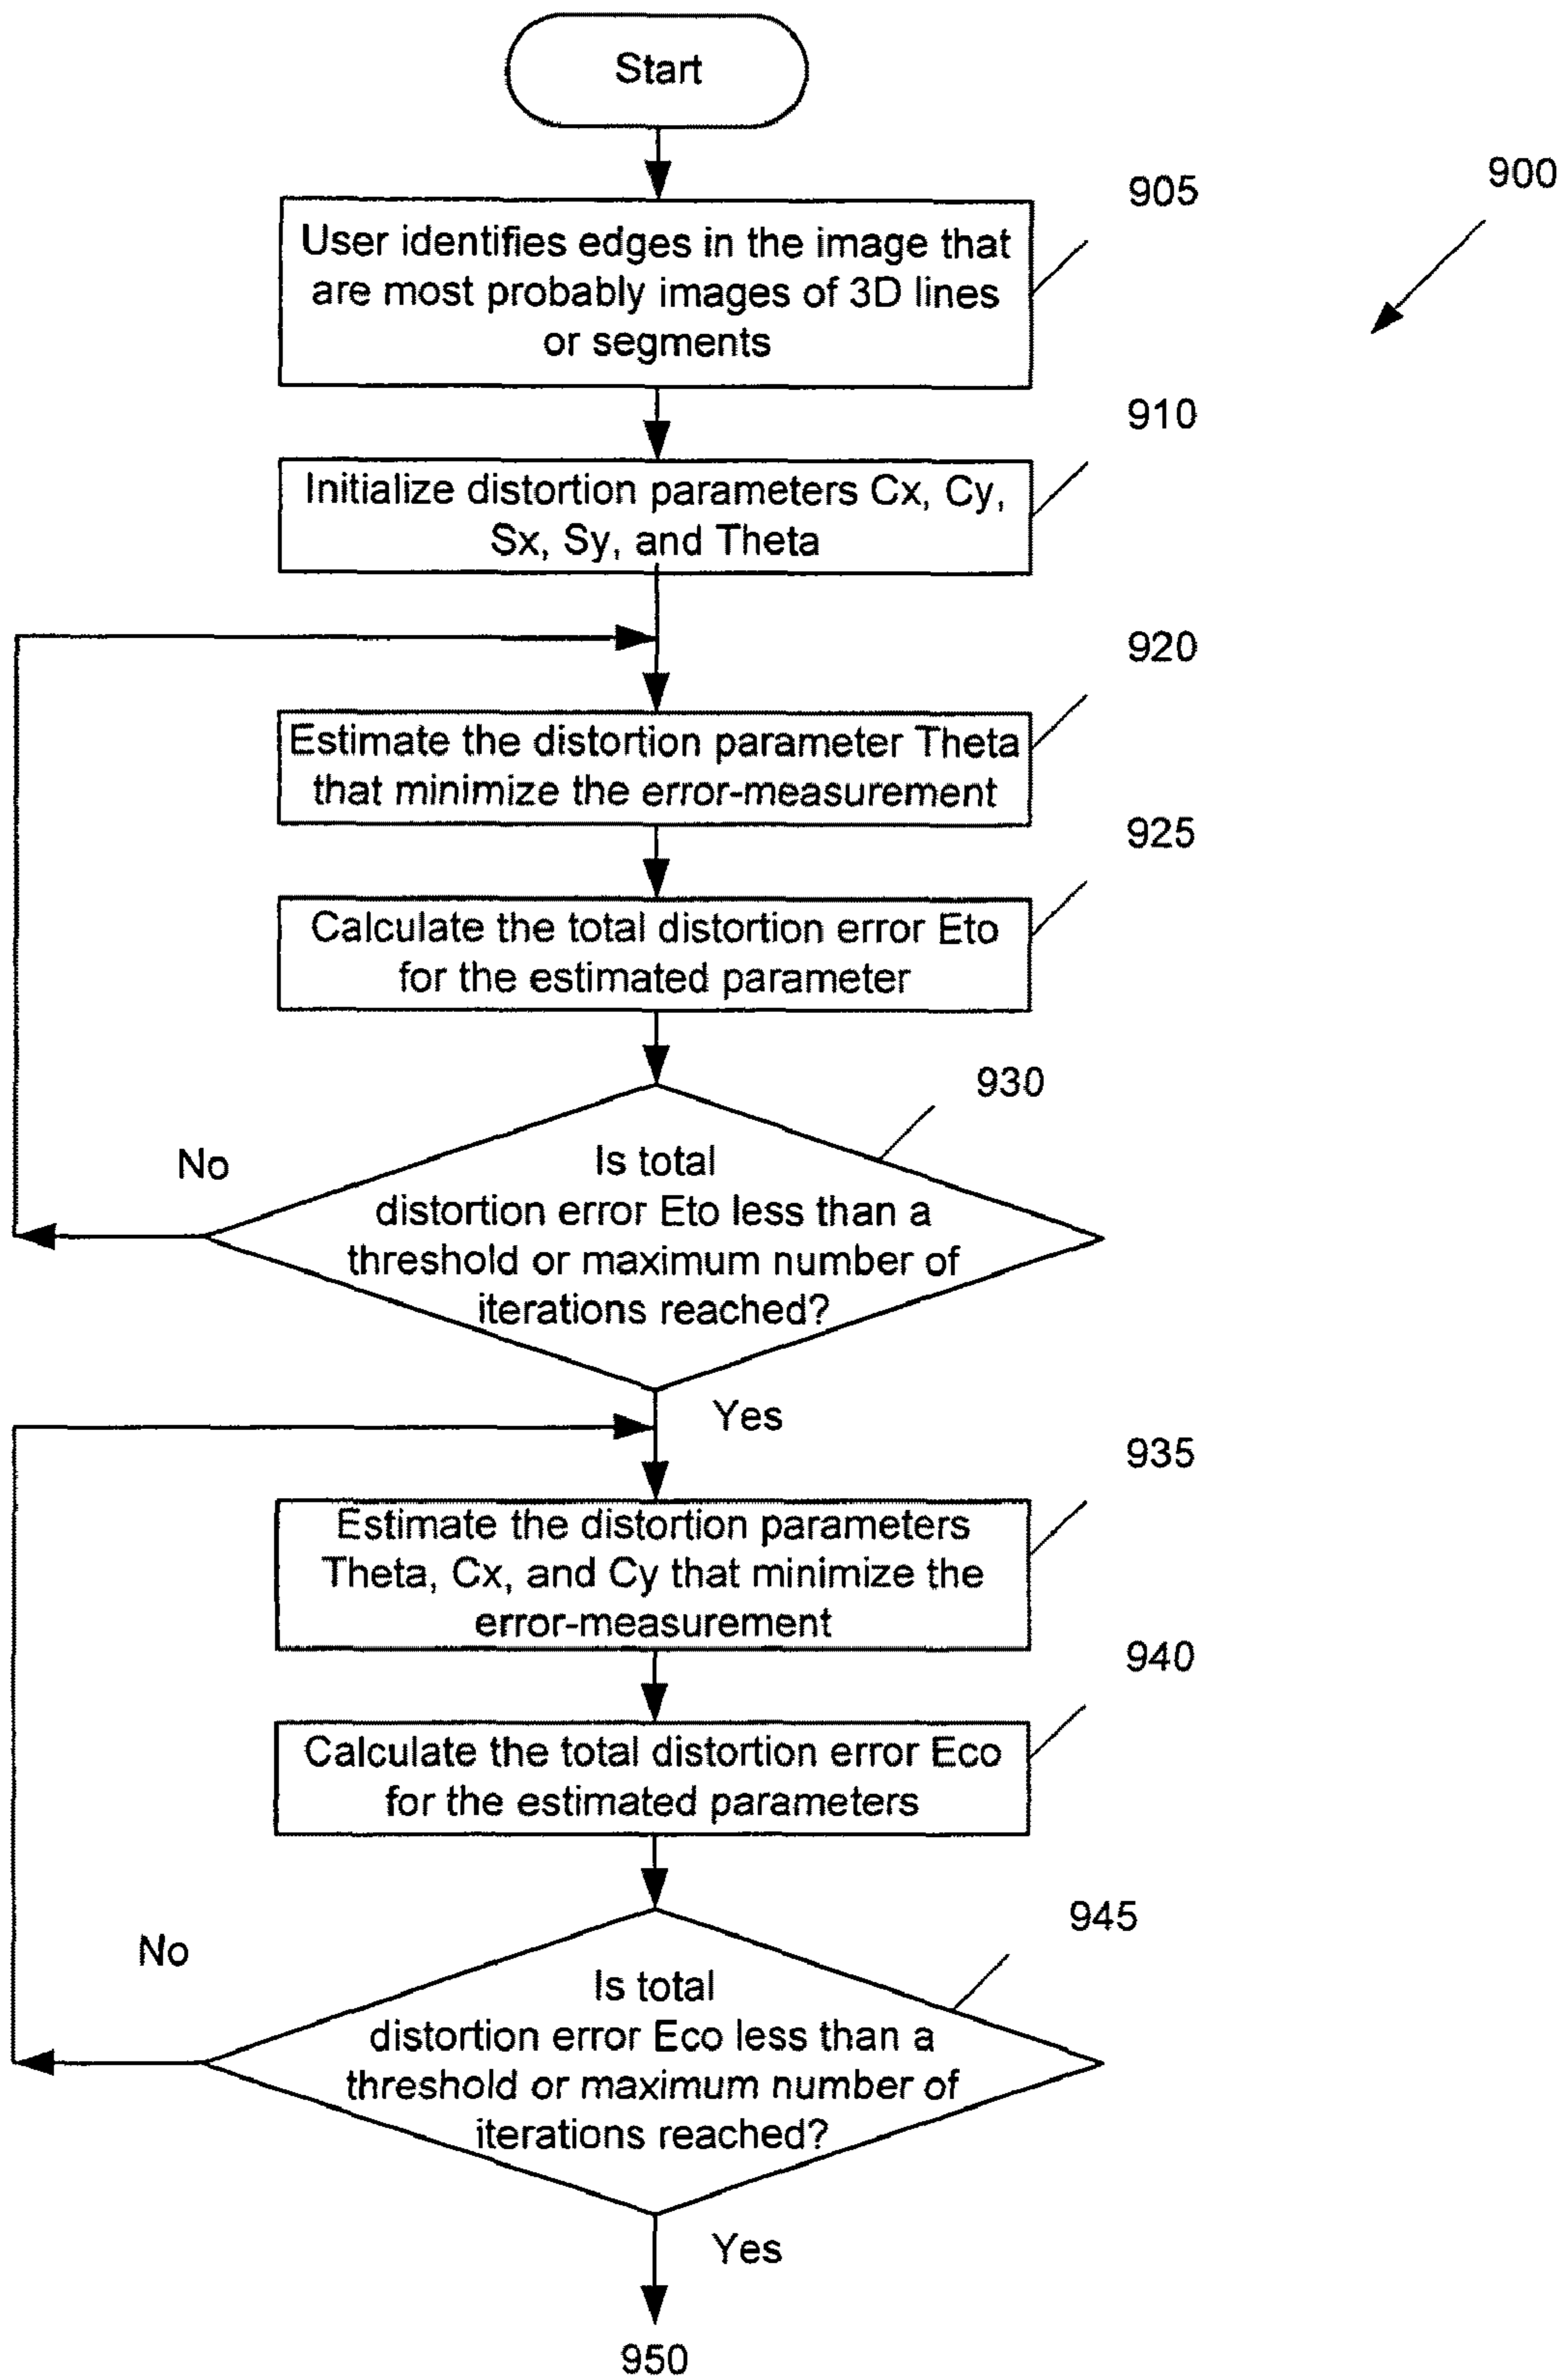 Start
900
905
User identifies edges in the image that
are most probably images of 3D lines
or segments
910
Initialize distortion parameters Cx, Cy,
Sx, Sy, and Theta
920
Estimate the distortion parameter Theta
that minimize the error-measurement
925
Calculate the total distortion error Eto
for the estimated parameter
930
No
Is total
distortion error Eto less than a
threshold or maximum number of
iterations reached?
Yes
935
Estimate the distortion parameters
Theta, Cx, and Cy that minimize the
error-measurement
940
Calculate the total distortion error Eco
for the estimated parameters
945
No
Is total
distortion error Eco less than a
threshold or maximum number of
iterations reached?
Yes
950